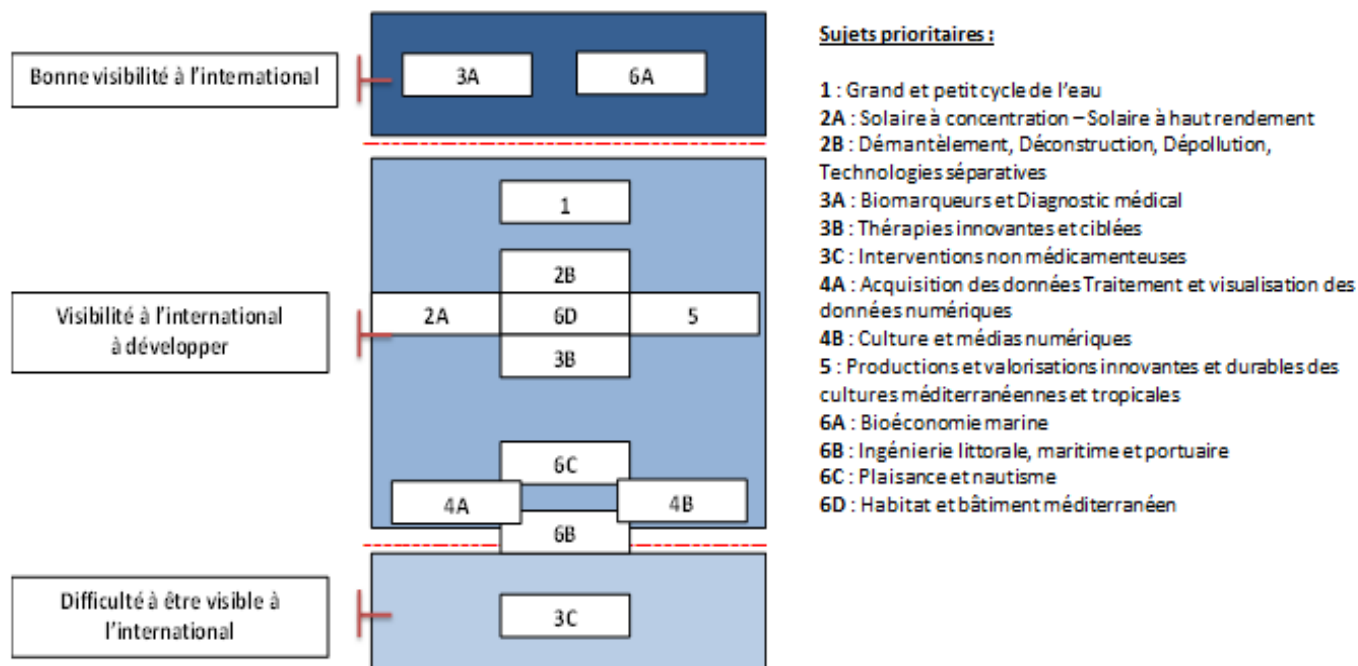 Bonne visibilité à l'international
3A
6A
1
2B
Visibilité à l'international
à développer
2A
6D
5
3B
6C
4A
4B
6B
Difficulté à être visible à
l'international
3C
Sujets prioritaires :
1 : Grand et petit cycle de l'eau
2A : Solaire à concentration – Solaire à haut rendement
2B : Démantèlement, Déconstruction, Dépollution,
Technologies séparatives
3A : Biomarqueurs et Diagnostic médical
3B : Thérapies innovantes et ciblées
3C : Interventions non médicamenteuses
4A : Acquisition des données Traitement et visualisation des
données numériques
4B : Culture et médias numériques
5 : Productions et valorisations innovantes et durables des
cultures méditerranéennes et tropicales
6A : Bioéconomie marine
6B : Ingénierie littorale, maritime et portuaire
6C : Plaisance et nautisme
6D : Habitat et bâtiment méditerranéen